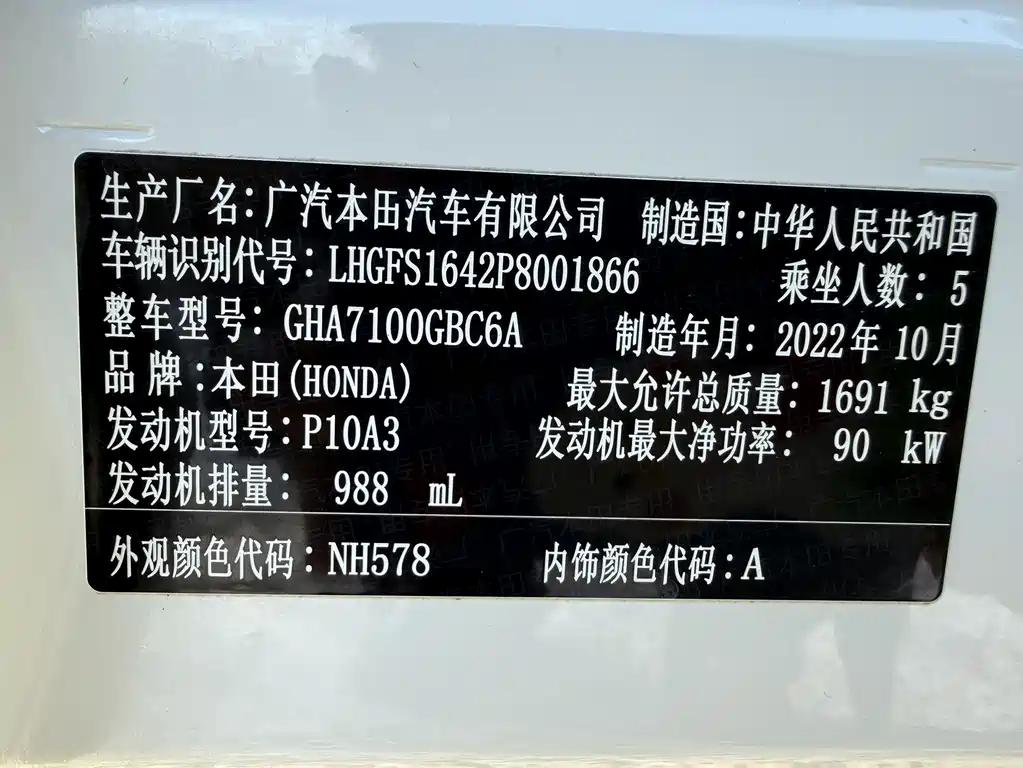 生产厂名:广汽本田汽车有限公司 制造国:中华人民共和国
车辆识别代号:LHGFS1642P8001866 乘坐人数:5
整车型号:GHA7100GBC6A 制造年月:2022年10月
品牌:本田(HONDA) 最大允许总质量:1691 kg
发动机型号:P10A3 发动机最大净功率:90 kW
发动机排量:988 mL
外观颜色代码:NH578 内饰颜色代码:A